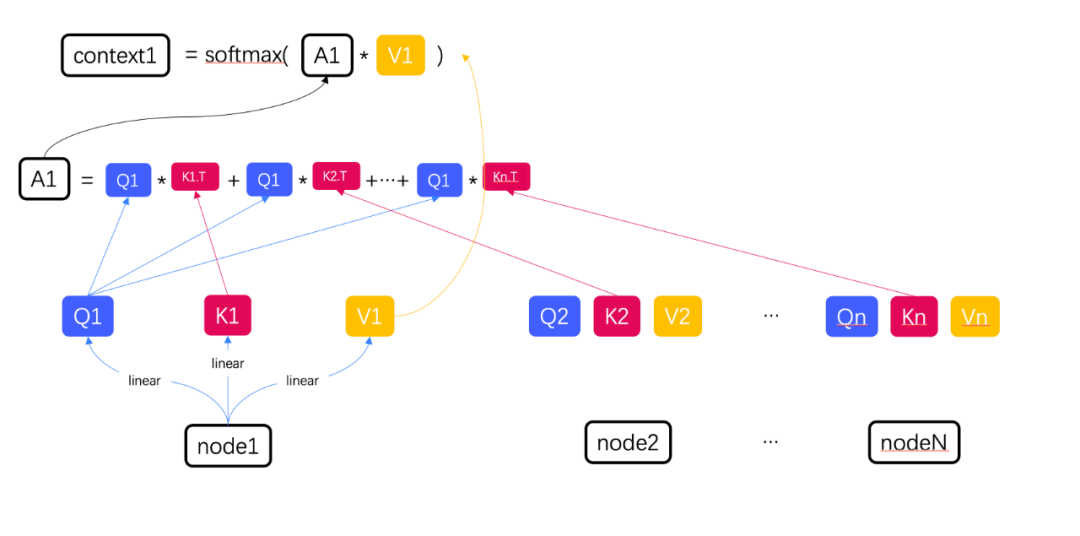 context1 = softmax( A1 * V1 )
A1 = Q1 * K1.T + Q1 * K2.T +···+ Q1 * Kn.T
Q1 K1 V1 Q2 K2 V2 ··· Qn Kn Vn
linear linear linear
node1 node2 ··· nodeN